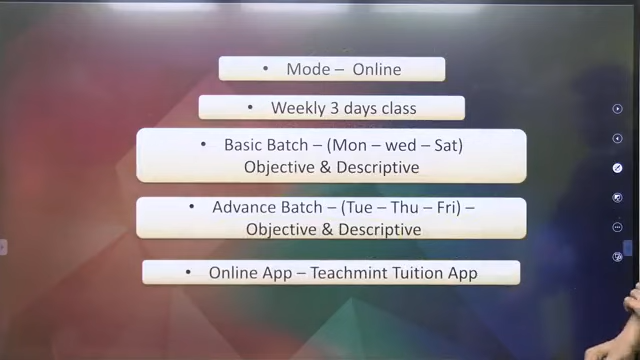 • Mode – Online
• Weekly 3 days class
• Basic Batch – (Mon – wed – Sat)
Objective & Descriptive
• Advance Batch – (Tue – Thu – Fri) –
Objective & Descriptive
• Online App – Teachmint Tuition App